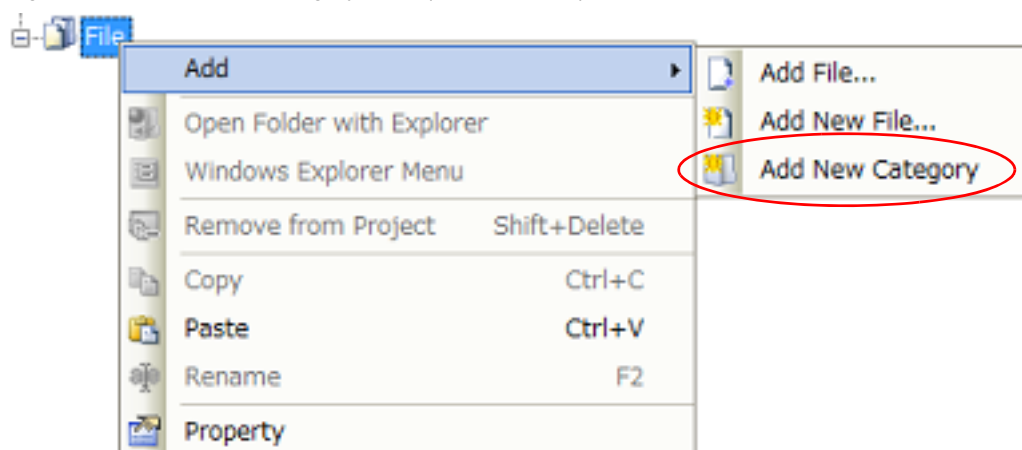 File
Add
Add File...
Open Folder with Explorer
Add New File...
Windows Explorer Menu
Add New Category
Remove from Project Shift+Delete
Copy Ctrl+C
Paste Ctrl+V
Rename F2
Property